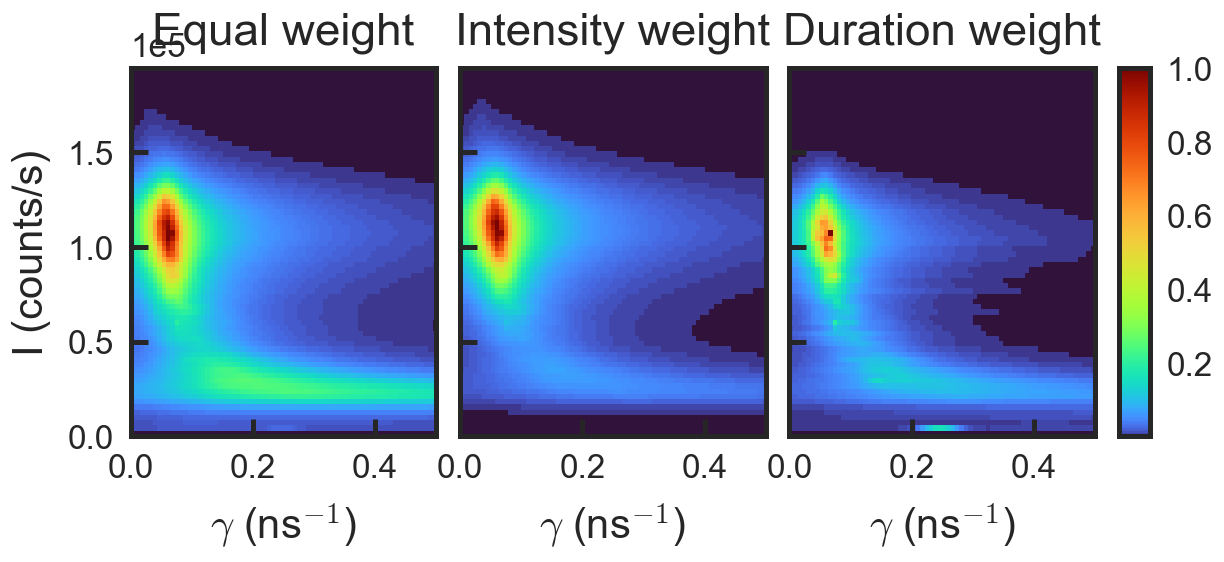 Equal weight Intensity weight Duration weight
1e5
I (counts/s)
1.5
1.0
0.5
0.0
0.0 0.2 0.4
0.0 0.2 0.4
0.0 0.2 0.4
γ (ns⁻¹) γ (ns⁻¹) γ (ns⁻¹)
1.0
0.8
0.6
0.4
0.2